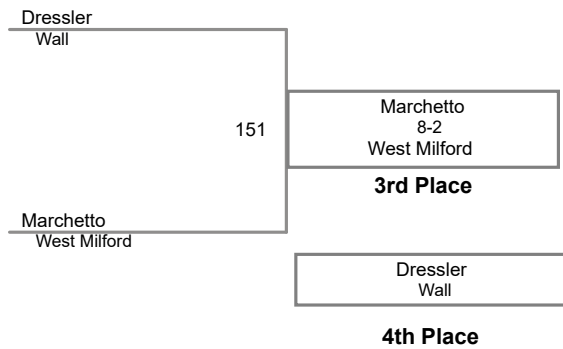 Dressler
Wall
151
Marchetto
8-2
West Milford
3rd Place
Marchetto
West Milford
Dressler
Wall
4th Place